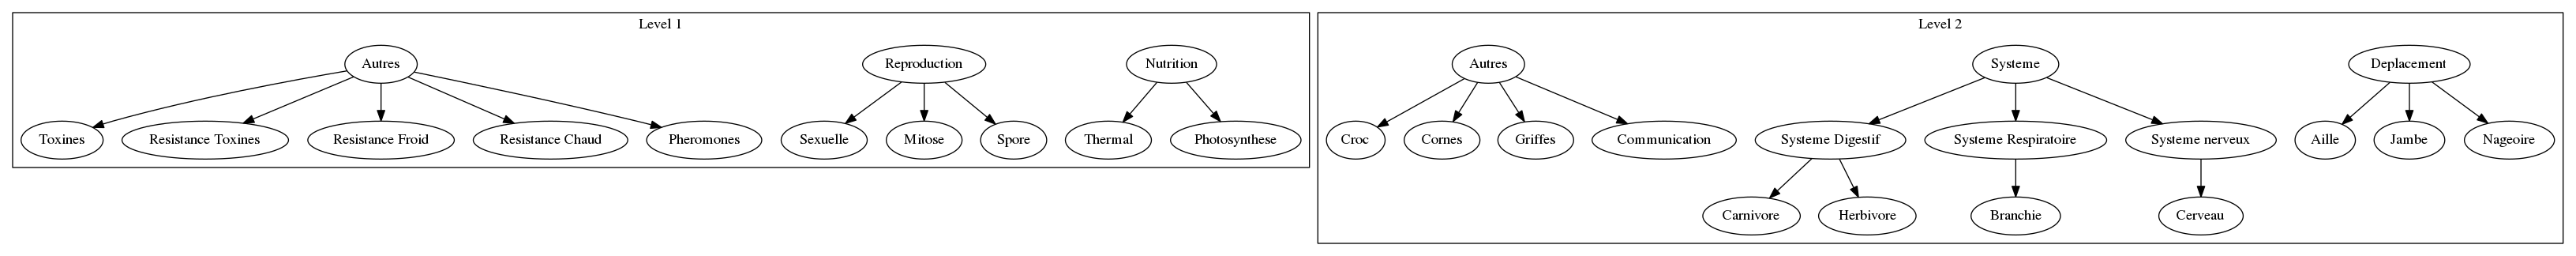 Level 1
Autres
Reproduction
Nutrition
Toxines
Resistance Toxines
Resistance Froid
Resistance Chaud
Pheromones
Sexuelle
Mitose
Spore
Thermal
Photosynthese
Level 2
Autres
Systeme
Deplacement
Croc
Cornes
Griffes
Communication
Systeme Digestif
Systeme Respiratoire
Systeme nerveux
Aille
Jambe
Nageoire
Carnivore
Herbivore
Branchie
Cerveau